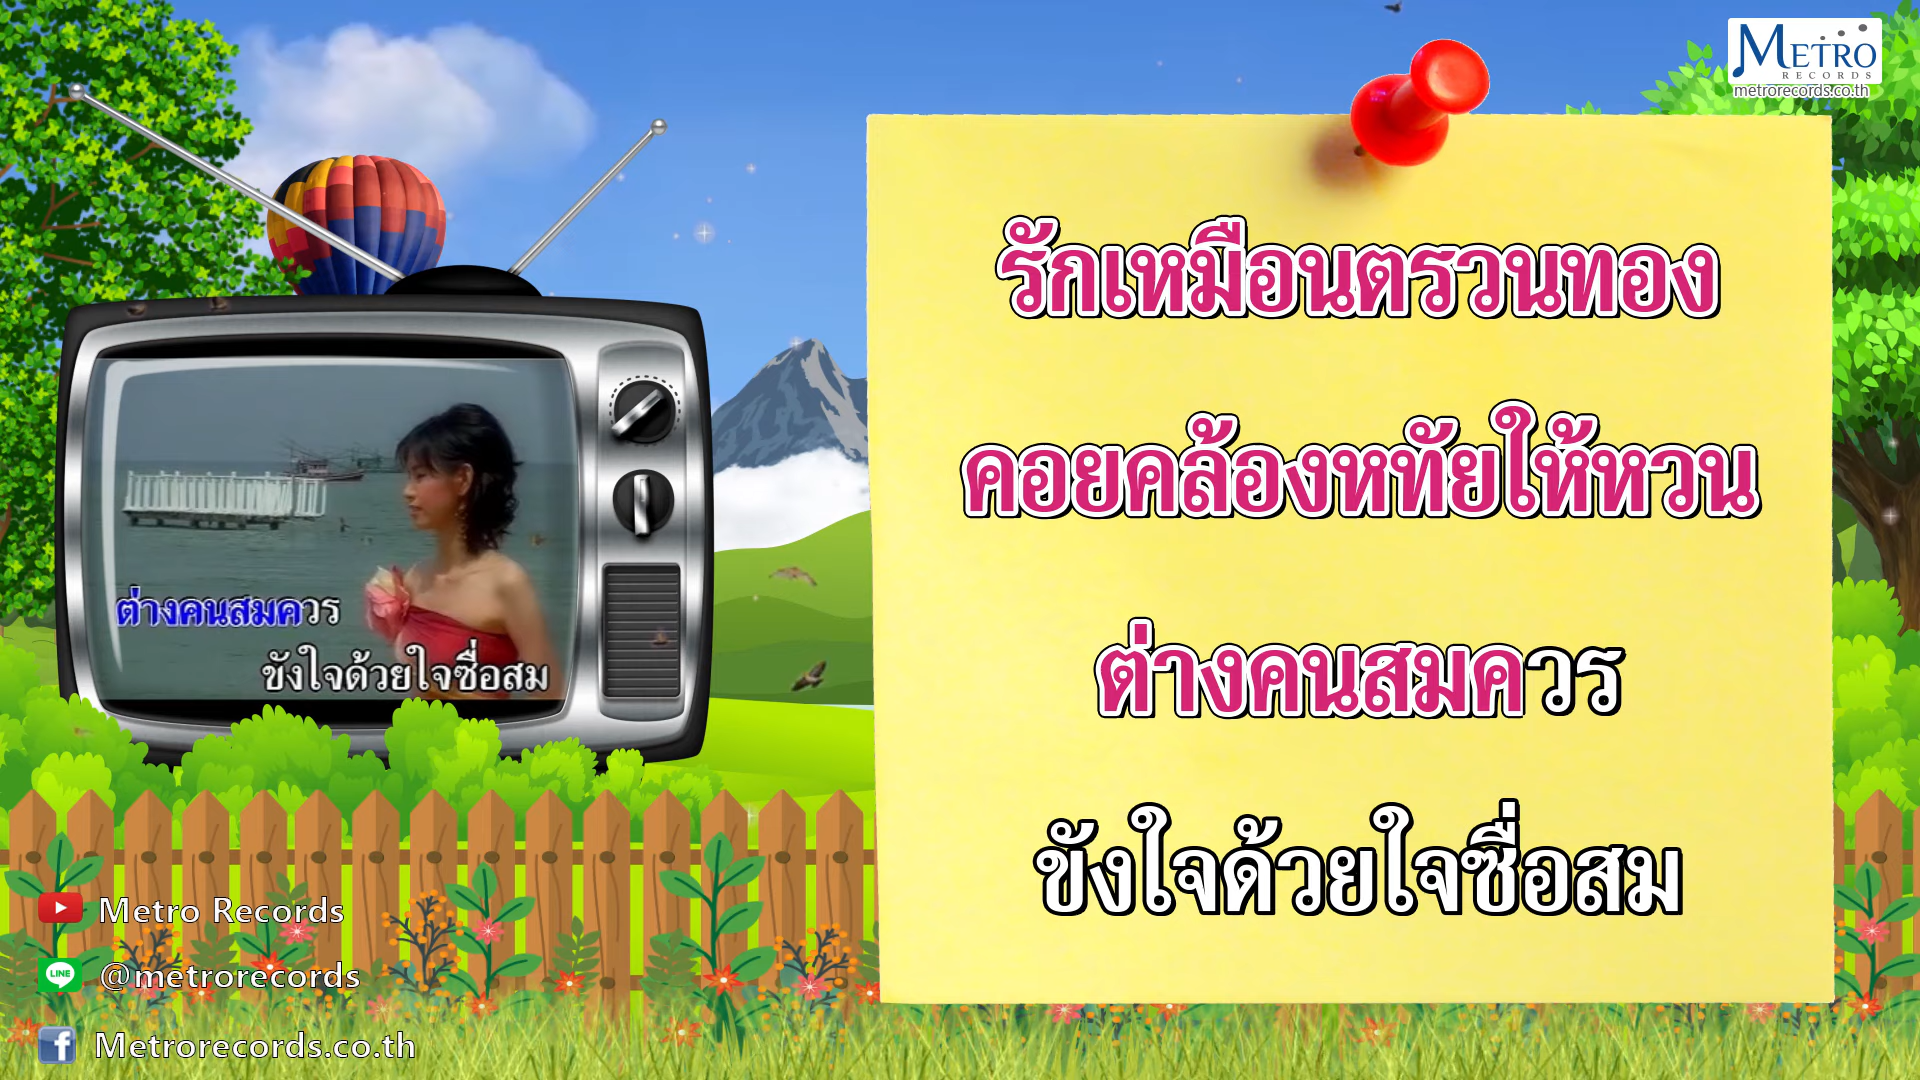 METRO
RECORDS
metrorecords.co.th
รักเหมือนตรวนทอง
คอยคล้องหทัยให้หวน
ต่างคนสมควร
ขังใจด้วยใจซื่อสม
ต่างคนสมควร
ขังใจด้วยใจซื่อสม
Metro Records
LINE
@metrorecords
Metrorecords.co.th